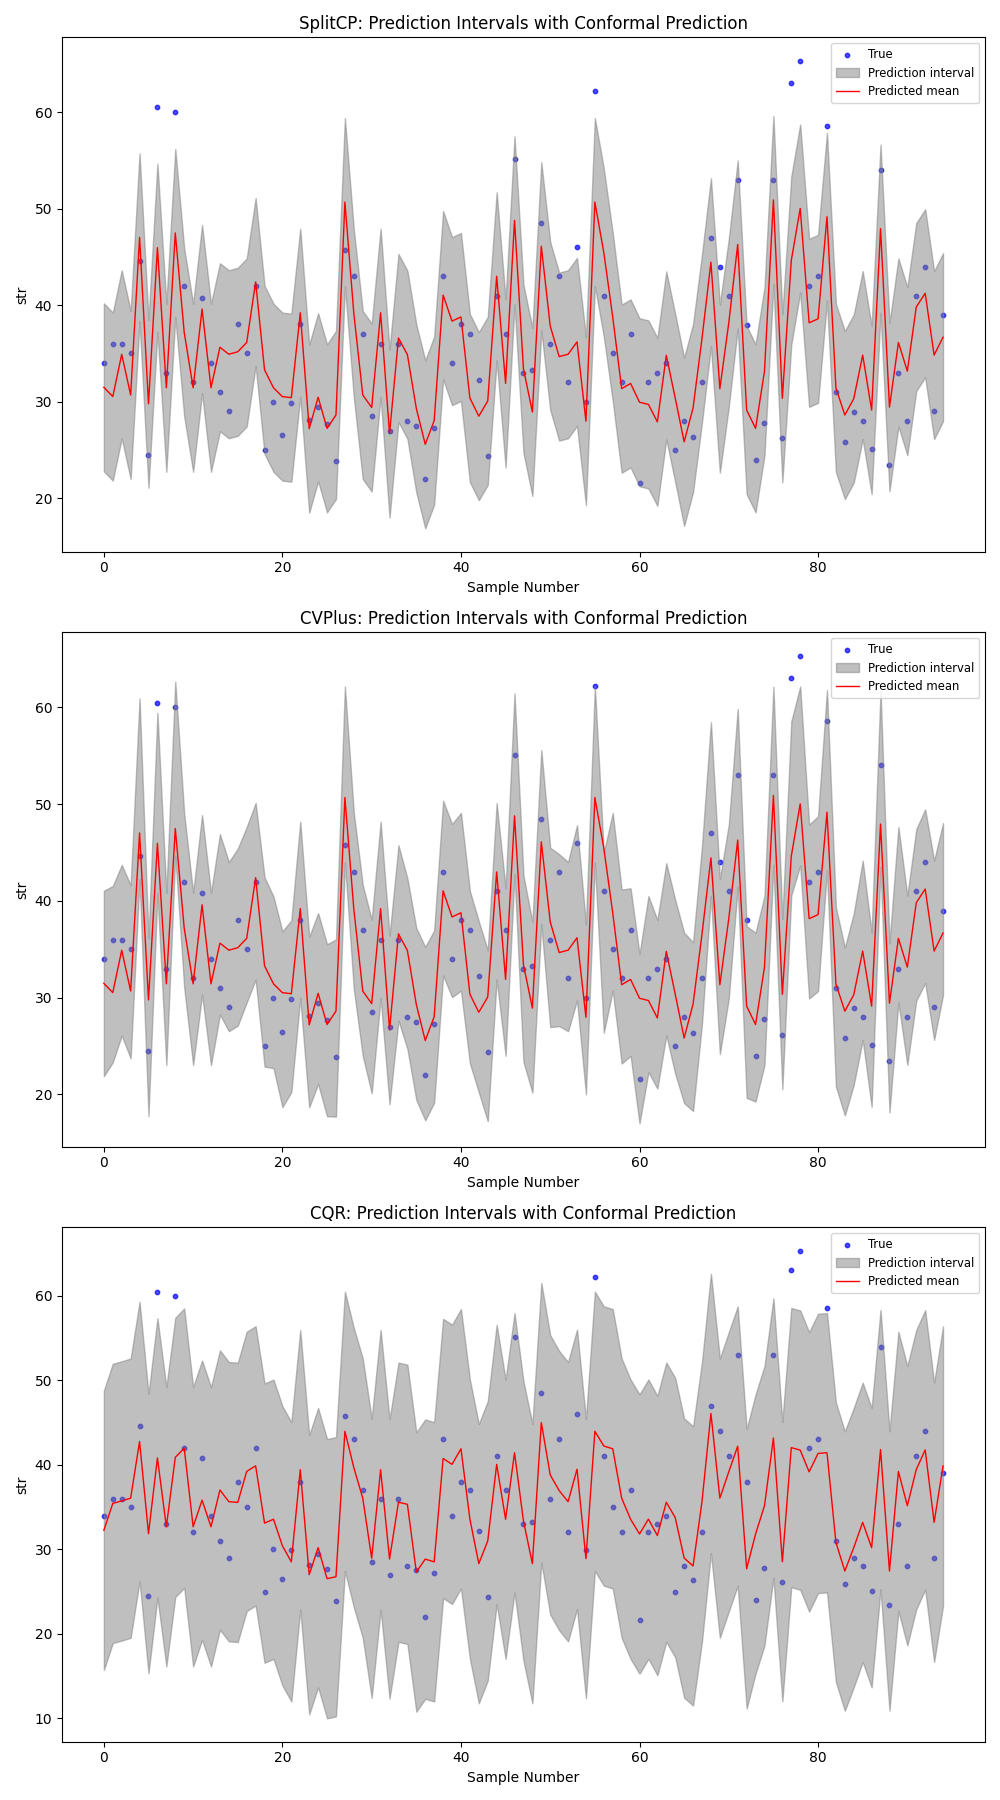 SplitCP: Prediction Intervals with Conformal Prediction
True
Prediction interval
Predicted mean
60
50
40
30
20
str
0 20 40 60 80
Sample Number
CVPlus: Prediction Intervals with Conformal Prediction
True
Prediction interval
Predicted mean
60
50
40
30
20
str
0 20 40 60 80
Sample Number
CQR: Prediction Intervals with Conformal Prediction
True
Prediction interval
Predicted mean
60
50
40
30
20
10
str
0 20 40 60 80
Sample Number